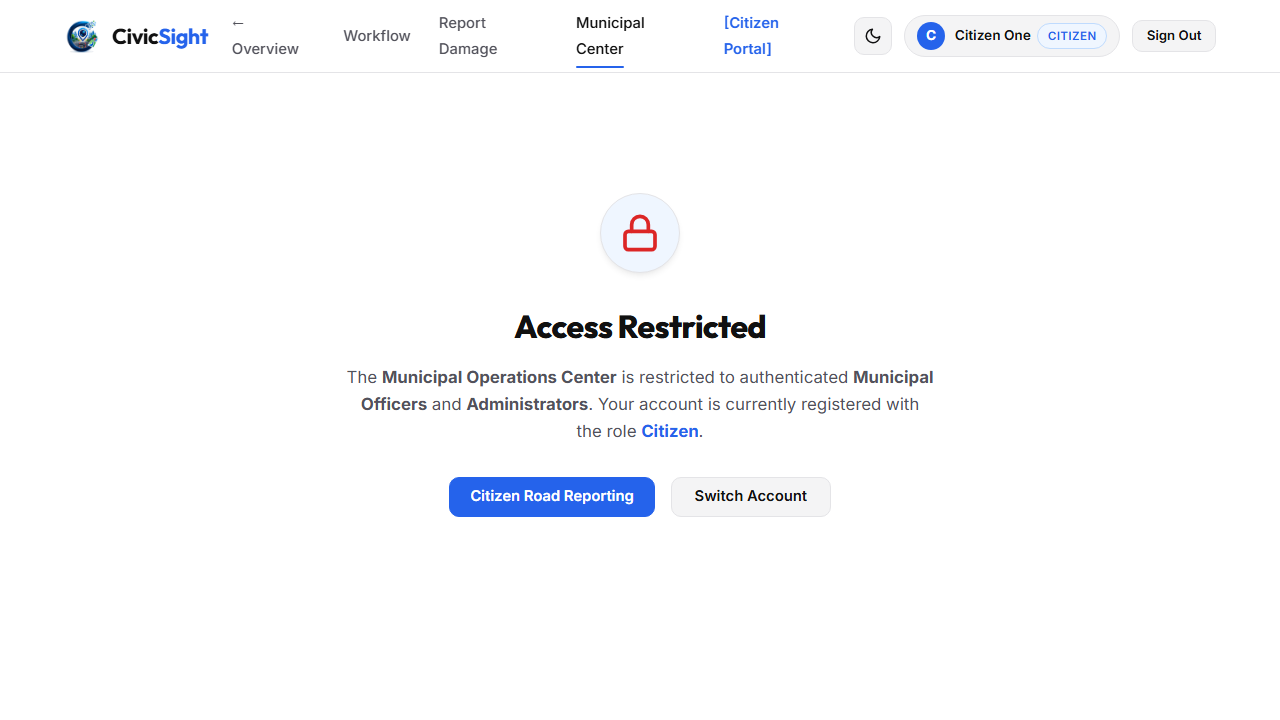 CivicSight
← Overview
Workflow
Report Damage
Municipal Center
[Citizen Portal]
C
Citizen One
CITIZEN
Sign Out
Access Restricted
The Municipal Operations Center is restricted to authenticated Municipal
Officers and Administrators. Your account is currently registered with
the role Citizen.
Citizen Road Reporting
Switch Account